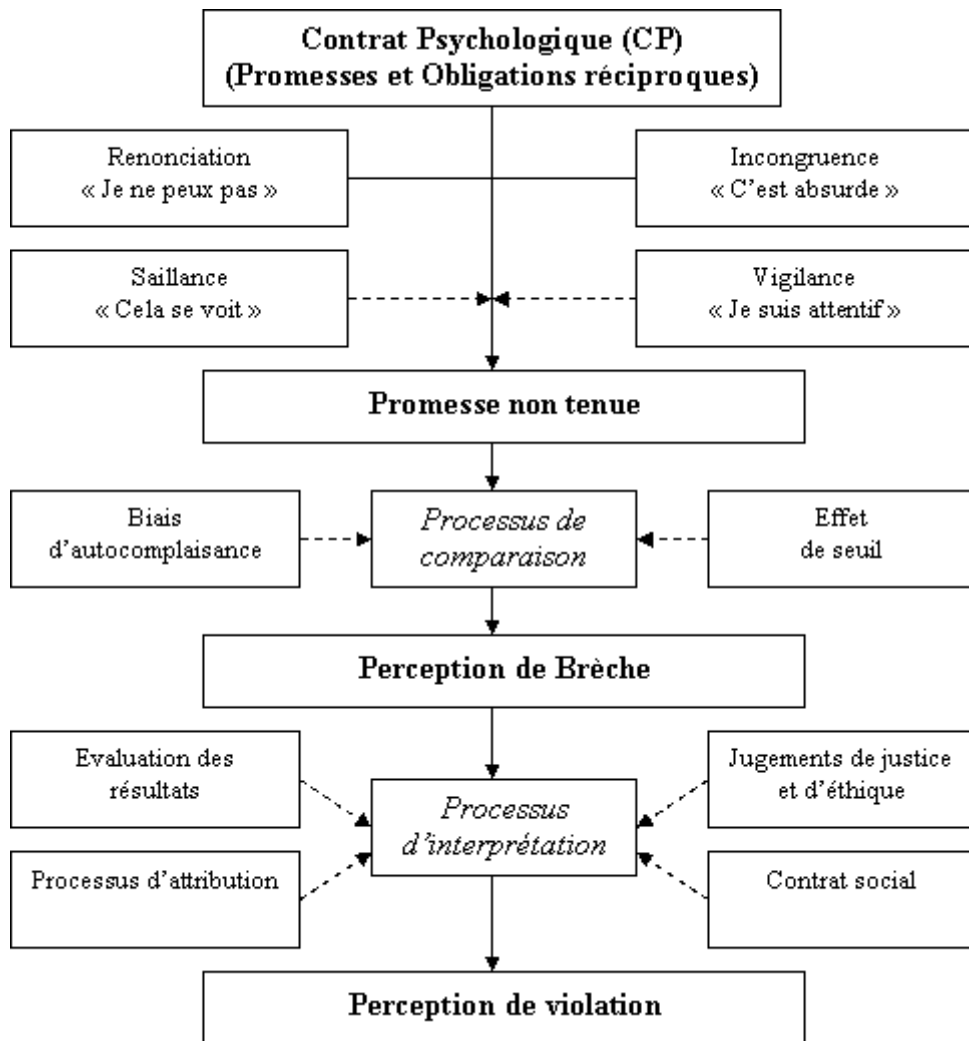 Contrat Psychologique (CP)
(Promesses et Obligations réciproques)
Renonciation
« Je ne peux pas »
Incongruence
« C'est absurde »
Saillance
« Cela se voit »
Vigilance
« Je suis attentif »
Promesse non tenue
Biais
d'autocomplaisance
Processus de
comparaison
Effet
de seuil
Perception de Brèche
Evaluation des
résultats
Jugements de justice
et d'éthique
Processus
d'interprétation
Processus d'attribution
Contrat social
Perception de violation